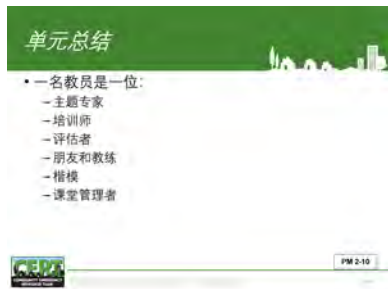 单元总结
• 一名教员是一位:
–主题专家
–培训师
–评估者
–朋友和教练
–楷模
–课堂管理者
CERT
PM 2-10